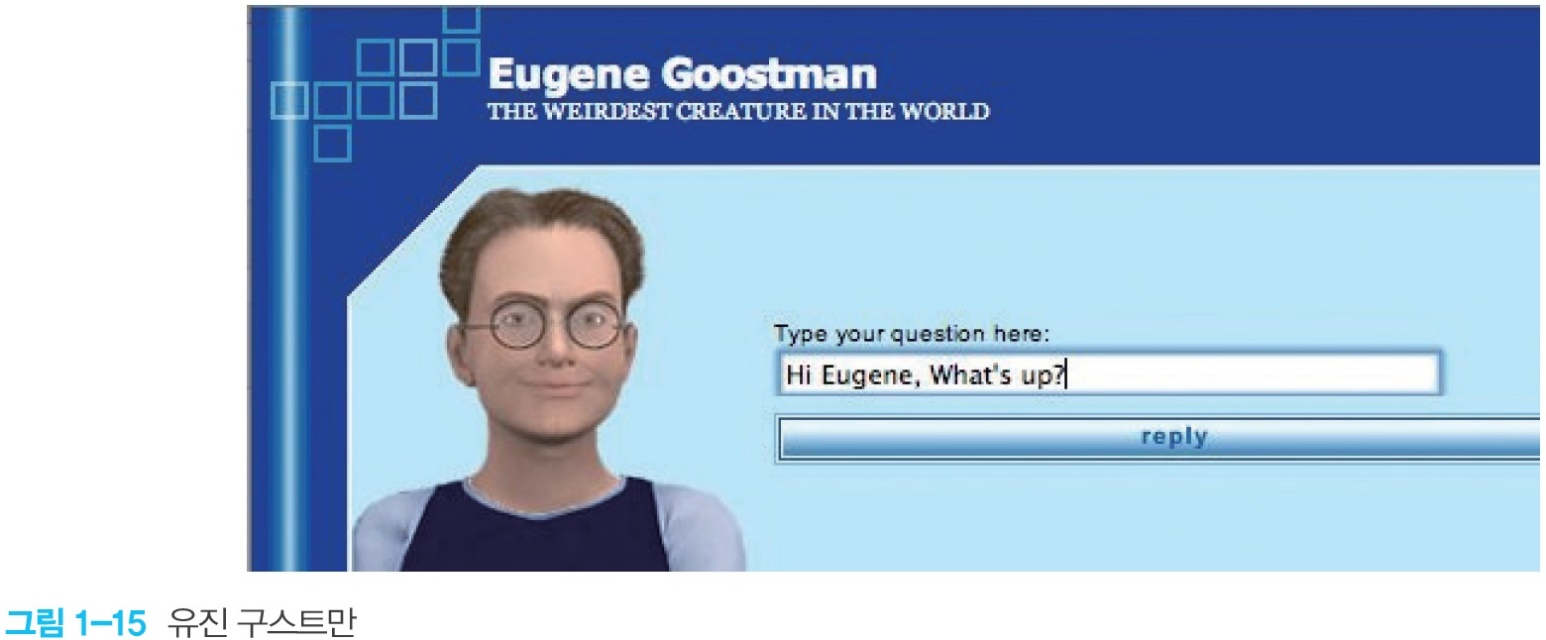 Eugene Goostman
THE WEIRDEST CREATURE IN THE WORLD
Type your question here:
Hi Eugene, What's up?
reply
그림 1-15 유진 구스트만